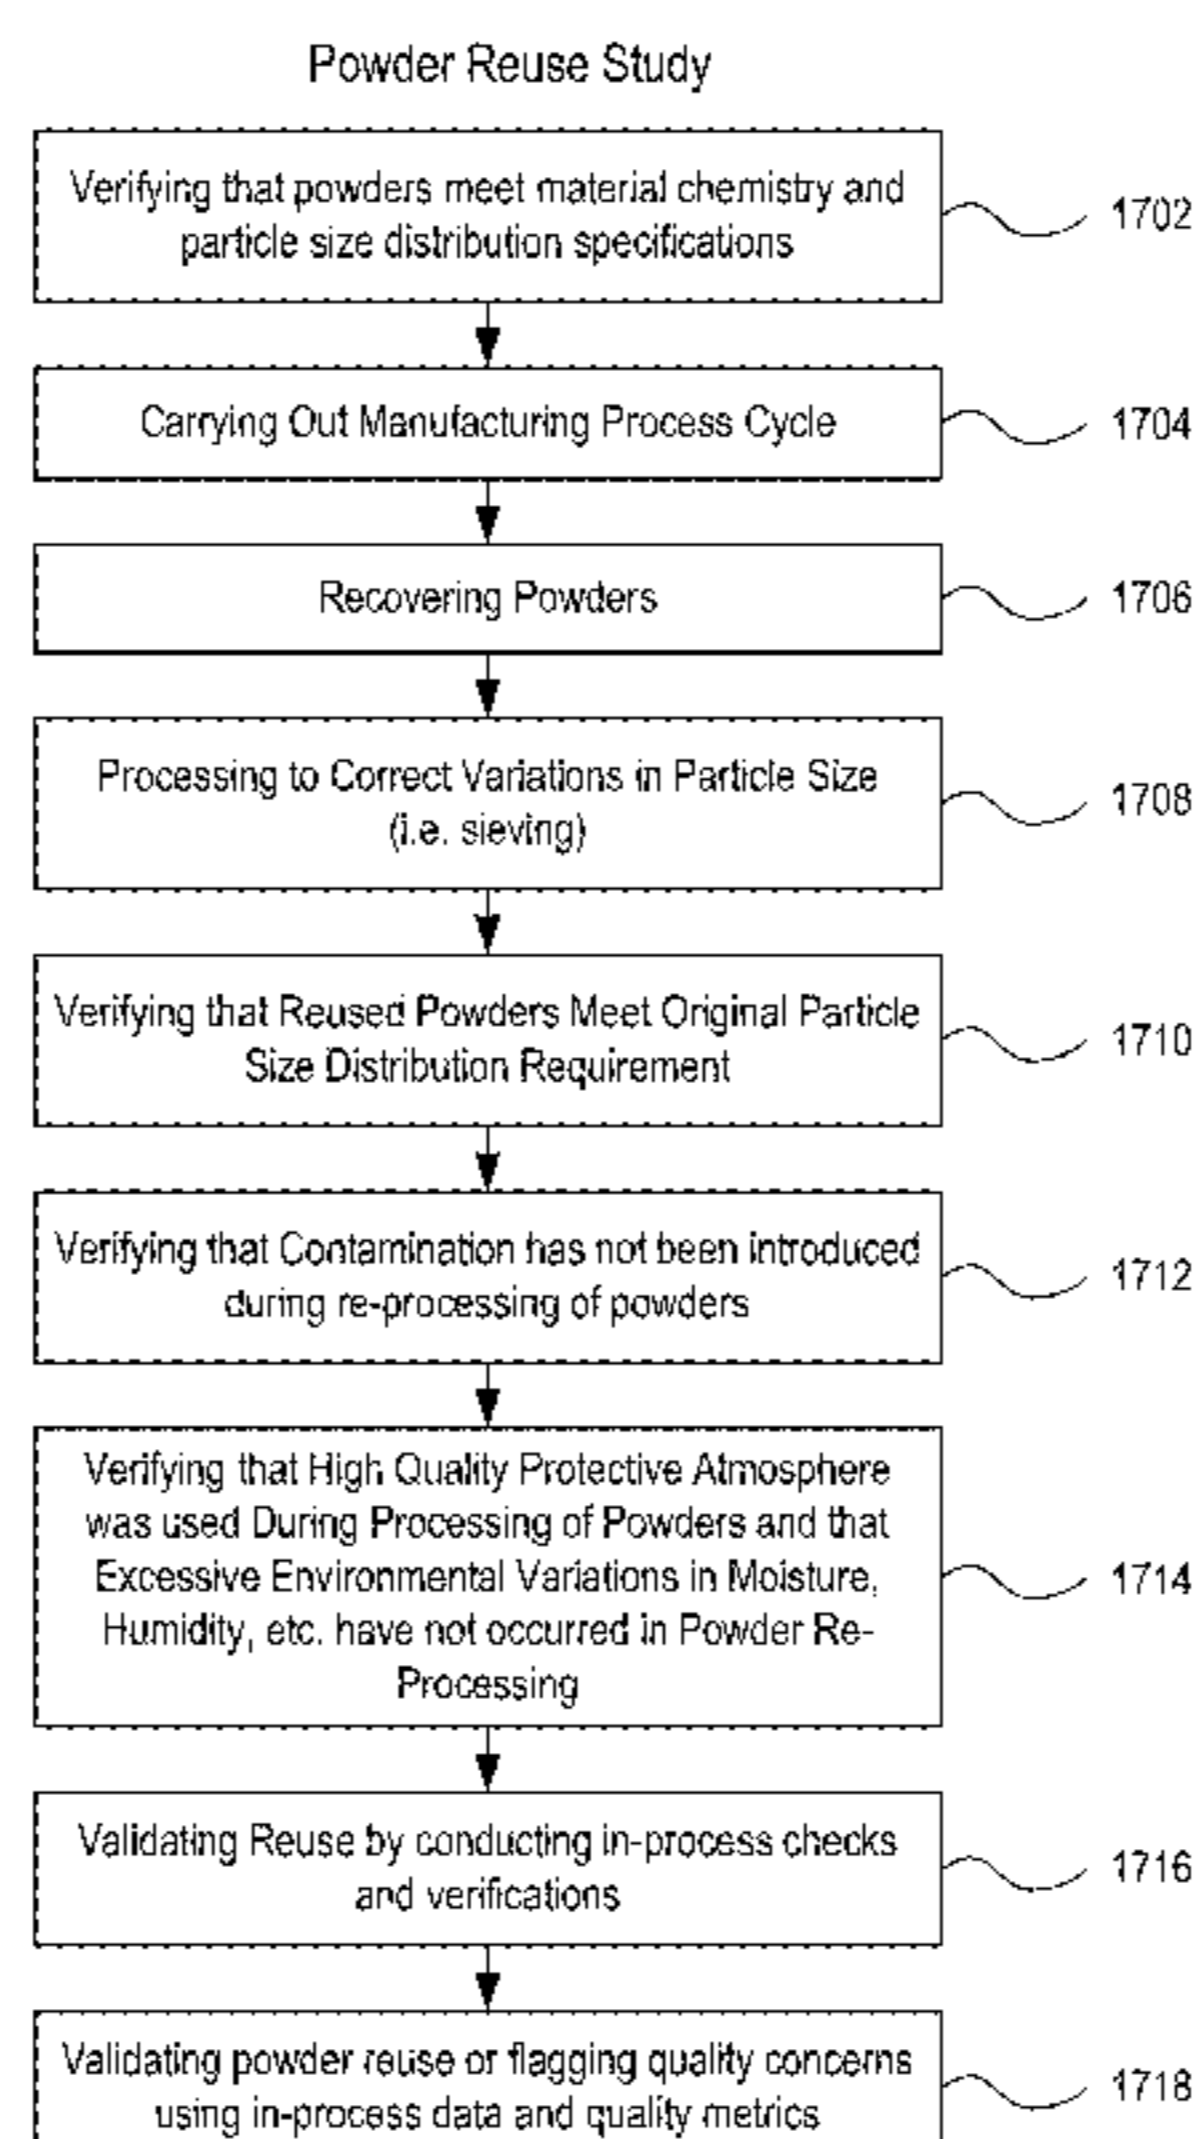 Powder Reuse Study
Verifying that powders meet material chemistry and
particle size distribution specifications
1702
Carrying Out Manufacturing Process Cycle
1704
Recovering Powders
1706
Processing to Correct Variations in Particle Size
(i.e. sieving)
1708
Verifying that Reused Powders Meet Original Particle
Size Distribution Requirement
1710
Verifying that Contamination has not been introduced
during re-processing of powders
1712
Verifying that High Quality Protective Atmosphere
was used During Processing of Powders and that
Excessive Environmental Variations in Moisture,
Humidity, etc. have not occurred in Powder Re-
Processing
1714
Validating Reuse by conducting in-process checks
and verifications
1716
Validating powder reuse or flagging quality concerns
using in-process data and quality metrics
1718